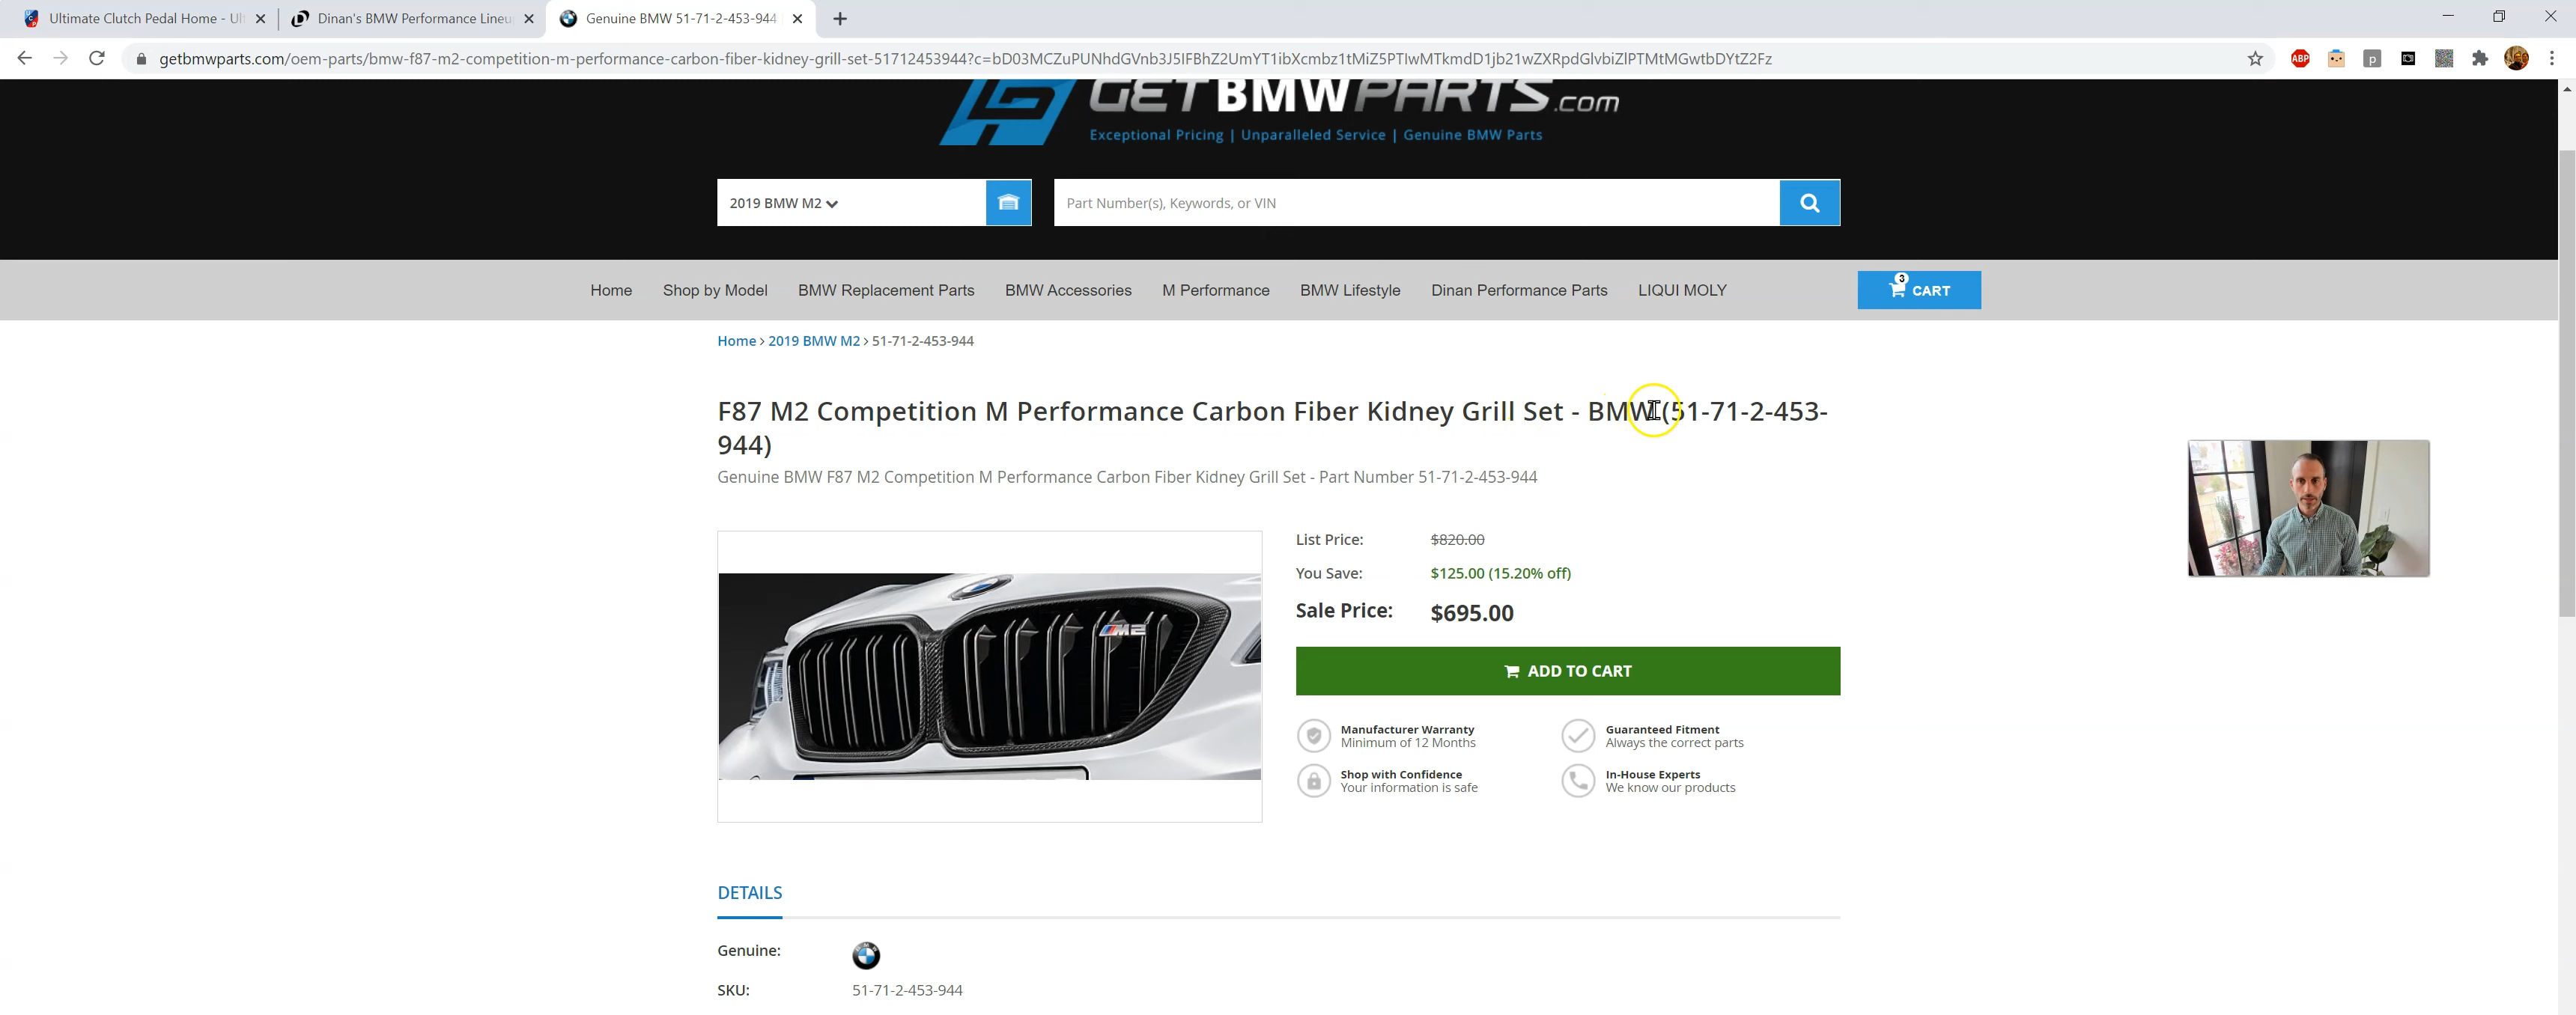 Ultimate Clutch Pedal Home - Ul
Dinan's BMW Performance Lineu
Genuine BMW 51-71-2-453-944
getbmwparts.com/oem-parts/bmw-f87-m2-competition-m-performance-carbon-fiber-kidney-grill-set-51712453944?c=bD03MCZuPUNhdGVnb3J5IFBhZ2UmYT1ibXcmbz1tMiZ5PTIwMTkmdD1jb21wZXRpdGlvbiZlPTMtMGwtbDYtZ2Fz
ABP
p
GETBMWPARTS.COM
Exceptional Pricing | Unparalleled Service | Genuine BMW Parts
2019 BMW M2
Part Number(s), Keywords, or VIN
Home
Shop by Model
BMW Replacement Parts
BMW Accessories
M Performance
BMW Lifestyle
Dinan Performance Parts
LIQUI MOLY
3
CART
Home > 2019 BMW M2 > 51-71-2-453-944
F87 M2 Competition M Performance Carbon Fiber Kidney Grill Set - BMW (51-71-2-453-
944)
Genuine BMW F87 M2 Competition M Performance Carbon Fiber Kidney Grill Set - Part Number 51-71-2-453-944
M2
List Price: $820.00
You Save: $125.00 (15.20% off)
Sale Price: $695.00
ADD TO CART
Manufacturer Warranty
Minimum of 12 Months
Guaranteed Fitment
Always the correct parts
Shop with Confidence
Your information is safe
In-House Experts
We know our products
DETAILS
Genuine:
SKU: 51-71-2-453-944